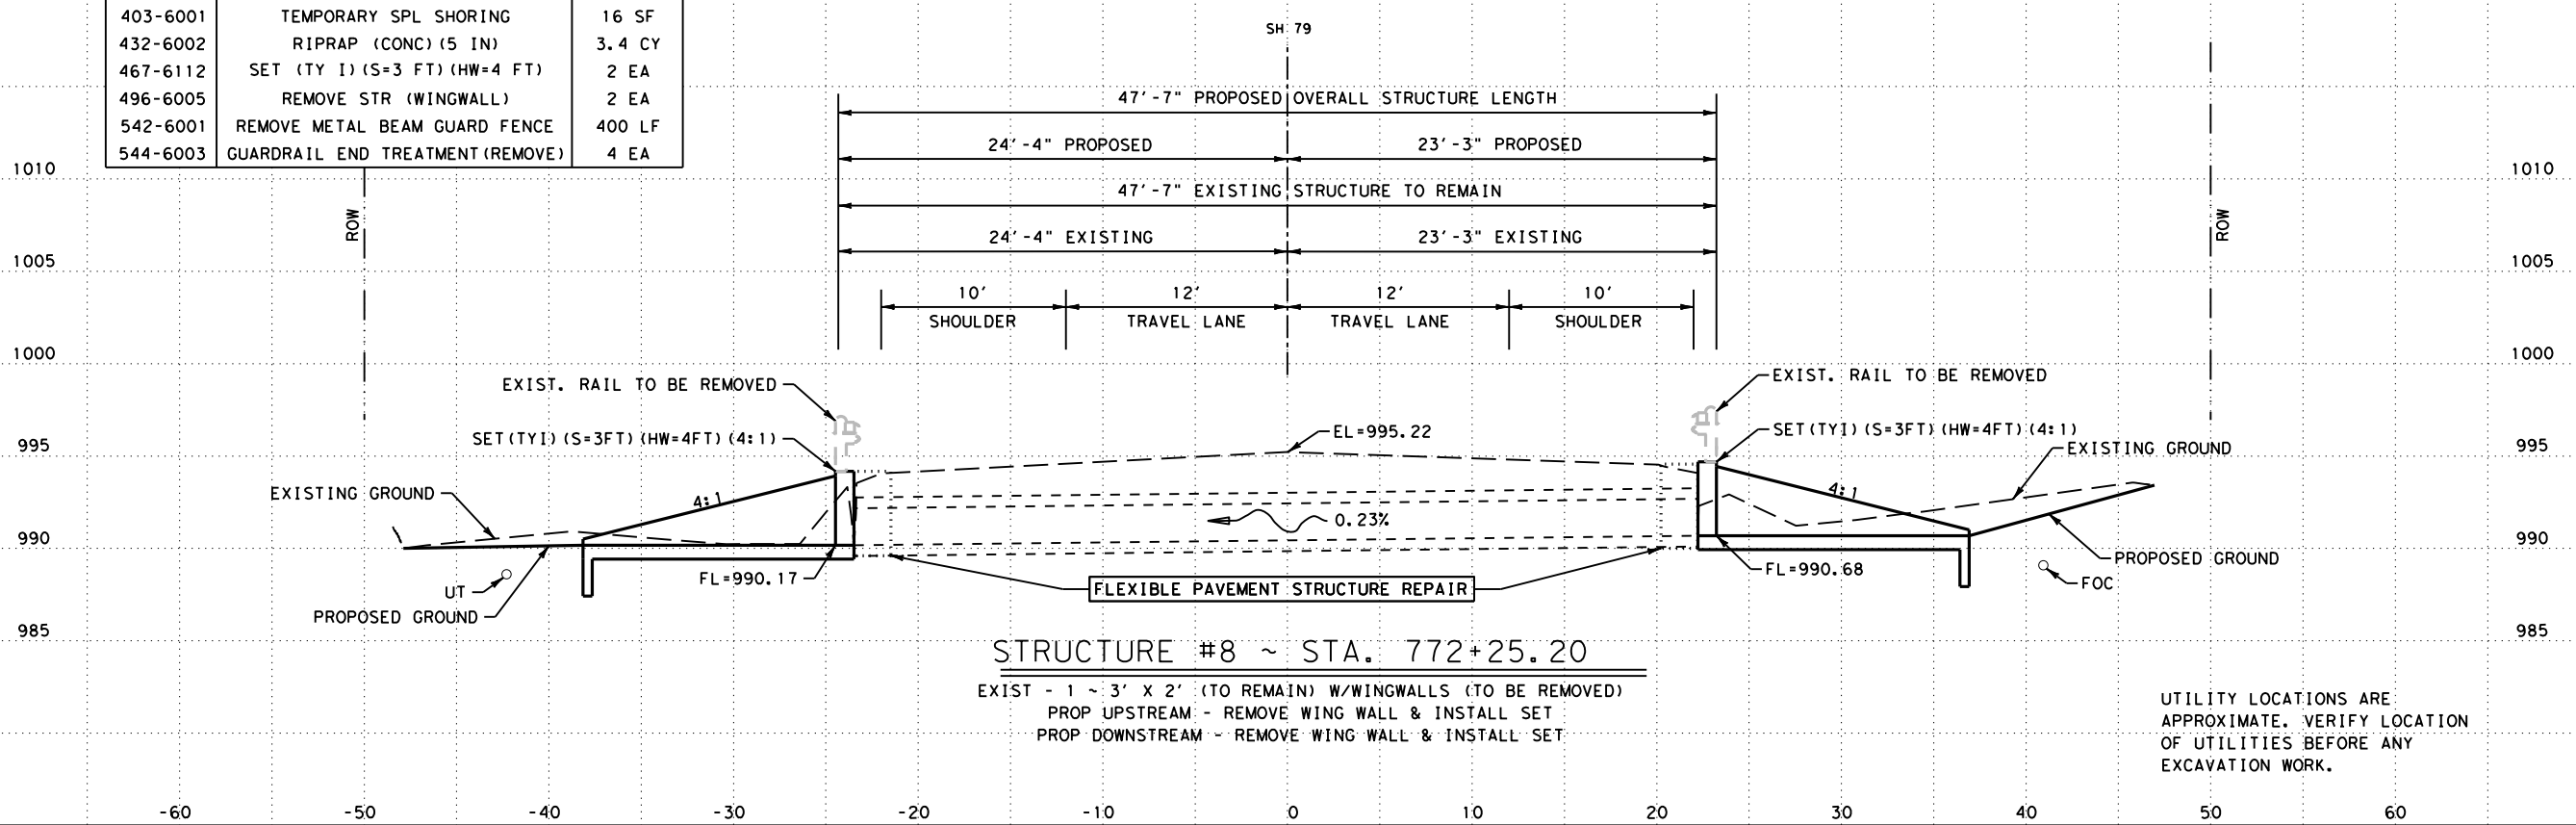 403-6001 TEMPORARY SPL SHORING 16 SF
432-6002 RIPRAP (CONC)(5 IN) 3.4 CY
467-6112 SET (TY I)(S=3 FT)(HW=4 FT) 2 EA
496-6005 REMOVE STR (WINGWALL) 2 EA
542-6001 REMOVE METAL BEAM GUARD FENCE 400 LF
544-6003 GUARDRAIL END TREATMENT(REMOVE) 4 EA
SH 79
47'-7" PROPOSED OVERALL STRUCTURE LENGTH
24'-4" PROPOSED 23'-3" PROPOSED
1010 1010
47'-7" EXISTING STRUCTURE TO REMAIN
ROW ROW
24'-4" EXISTING 23'-3" EXISTING
1005 1005
10' 12' 12' 10'
SHOULDER TRAVEL LANE TRAVEL LANE SHOULDER
1000 1000
EXIST. RAIL TO BE REMOVED EXIST. RAIL TO BE REMOVED
SET(TYI)(S=3FT)(HW=4FT)(4:1) EL=995.22 SET(TYI)(S=3FT)(HW=4FT)(4:1)
995 EXISTING GROUND 995
EXISTING GROUND 4:1 4:1
0.23%
990 990
FL=990.17 FL=990.68 PROPOSED GROUND
UT FLEXIBLE PAVEMENT STRUCTURE REPAIR FOC
PROPOSED GROUND
985 985
STRUCTURE #8 ~ STA. 772+25.20
EXIST - 1 ~ 3' X 2' (TO REMAIN) W/WINGWALLS (TO BE REMOVED)
PROP UPSTREAM - REMOVE WING WALL & INSTALL SET
PROP DOWNSTREAM - REMOVE WING WALL & INSTALL SET
UTILITY LOCATIONS ARE
APPROXIMATE. VERIFY LOCATION
OF UTILITIES BEFORE ANY
EXCAVATION WORK.
-60 -50 -40 -30 -20 -10 0 10 20 30 40 50 60